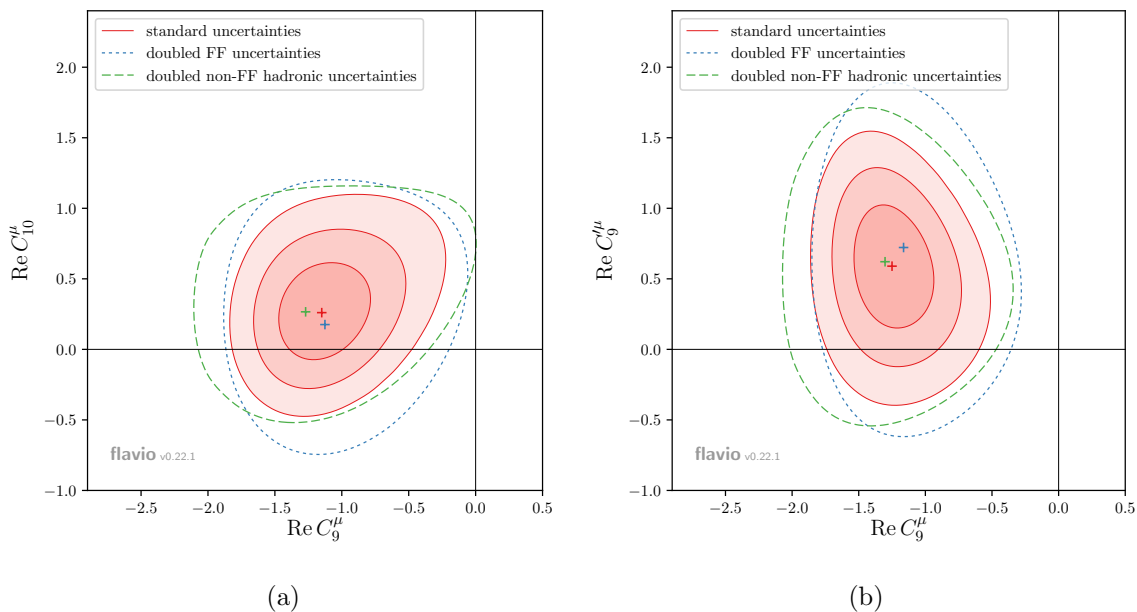 standard uncertainties
doubled FF uncertainties
doubled non-FF hadronic uncertainties
2.0
1.5
1.0
0.5
0.0
−0.5
−1.0
Re C₁₀^μ
flavio v0.22.1
−2.5 −2.0 −1.5 −1.0 −0.5 0.0 0.5
Re C₉^μ
(a)
standard uncertainties
doubled FF uncertainties
doubled non-FF hadronic uncertainties
2.0
1.5
1.0
0.5
0.0
−0.5
−1.0
Re C₉′^μ
flavio v0.22.1
−2.5 −2.0 −1.5 −1.0 −0.5 0.0 0.5
Re C₉^μ
(b)